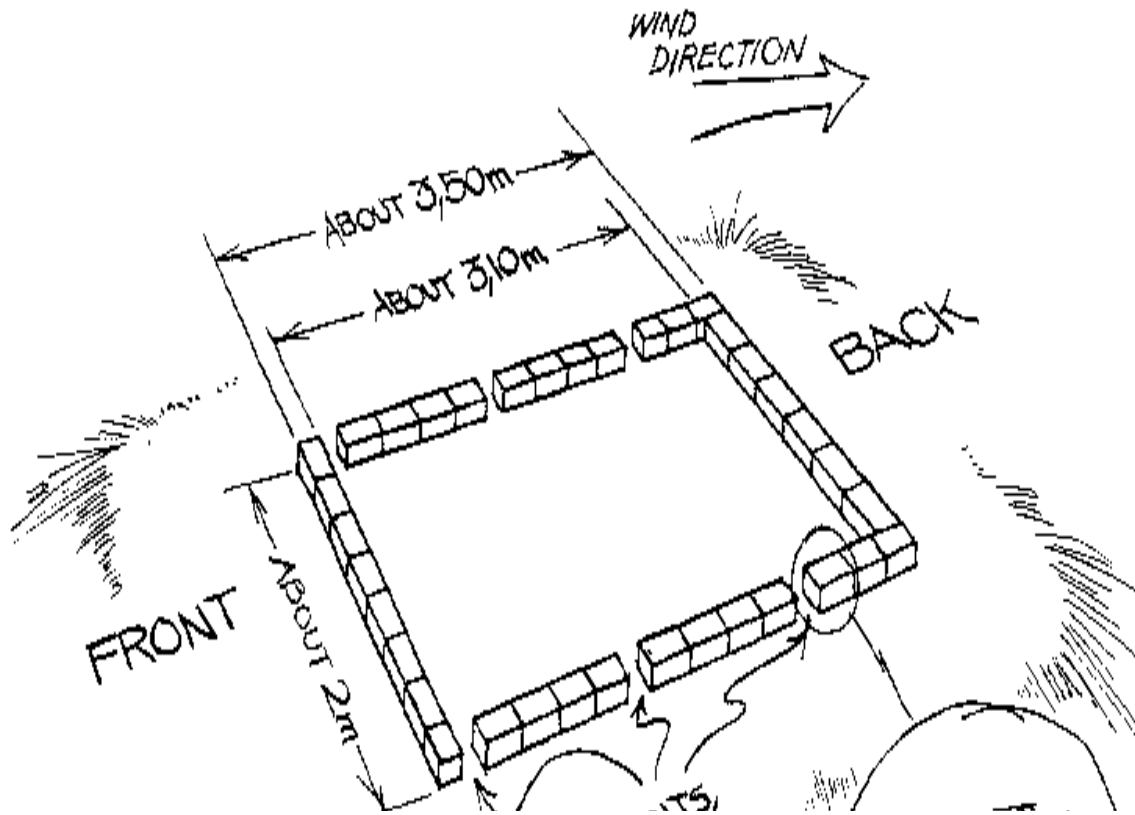 WIND
DIRECTION
ABOUT 3,50m
ABOUT 3,10m
BACK
FRONT
ABOUT 2m